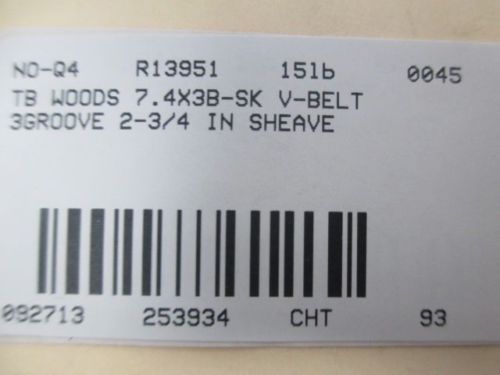 NO-Q4 R13951 15lb 0045
TB WOODS 7.4X3B-SK V-BELT
3GROOVE 2-3/4 IN SHEAVE
092713 253934 CHT 93